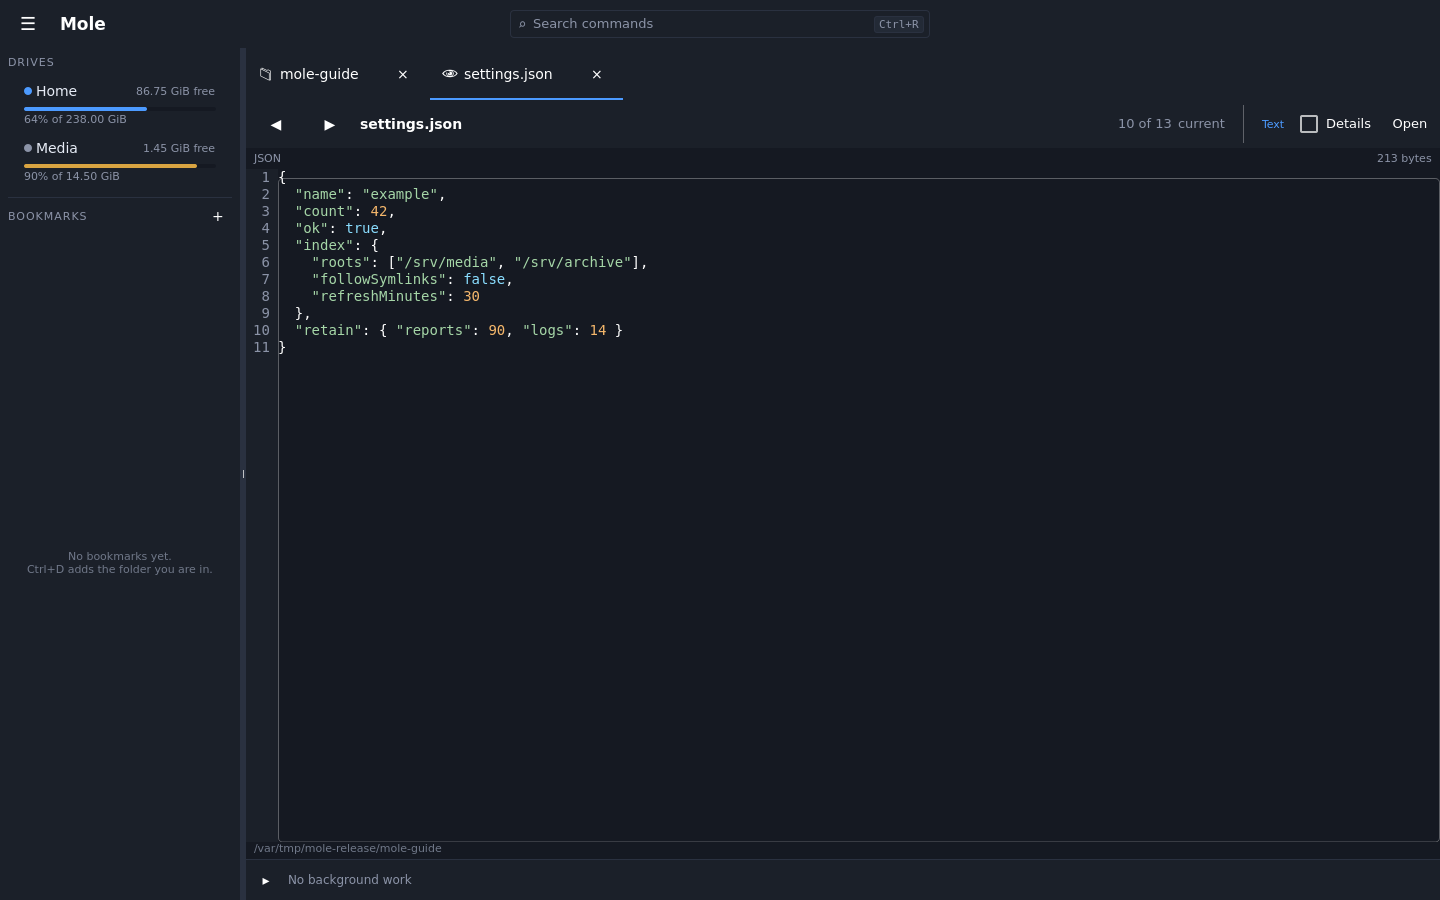 ☰ Mole
Search commands Ctrl+R
DRIVES
Home 86.75 GiB free
64% of 238.00 GiB
Media 1.45 GiB free
90% of 14.50 GiB
BOOKMARKS +
No bookmarks yet.
Ctrl+D adds the folder you are in.
mole-guide × settings.json ×
◀ ▶ settings.json 10 of 13 current Text Details Open
JSON 213 bytes
1 {
2   "name": "example",
3   "count": 42,
4   "ok": true,
5   "index": {
6     "roots": ["/srv/media", "/srv/archive"],
7     "followSymlinks": false,
8     "refreshMinutes": 30
9   },
10   "retain": { "reports": 90, "logs": 14 }
11 }
/var/tmp/mole-release/mole-guide
▶ No background work